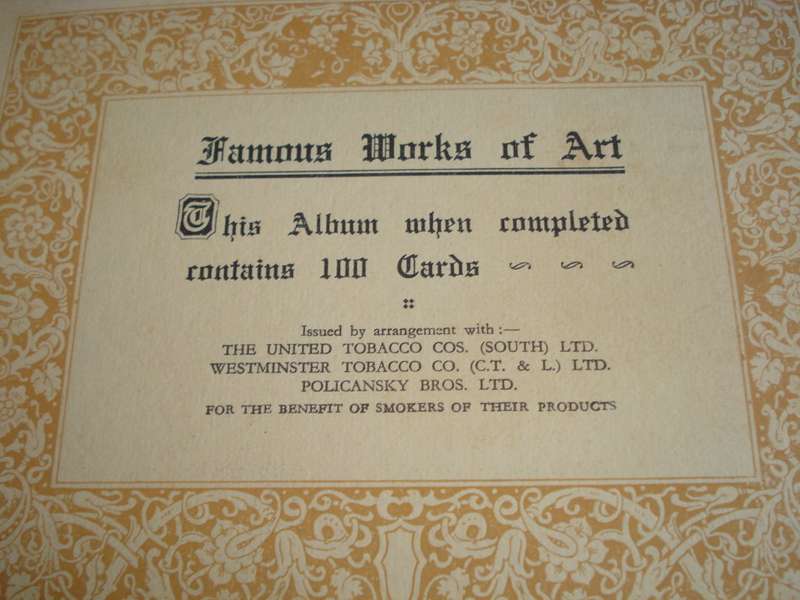 Famous Works of Art
This Album when completed
contains 100 Cards
Issued by arrangement with :—
THE UNITED TOBACCO COS. (SOUTH) LTD.
WESTMINSTER TOBACCO CO. (C.T. & L.) LTD.
POLICANSKY BROS. LTD.
FOR THE BENEFIT OF SMOKERS OF THEIR PRODUCTS